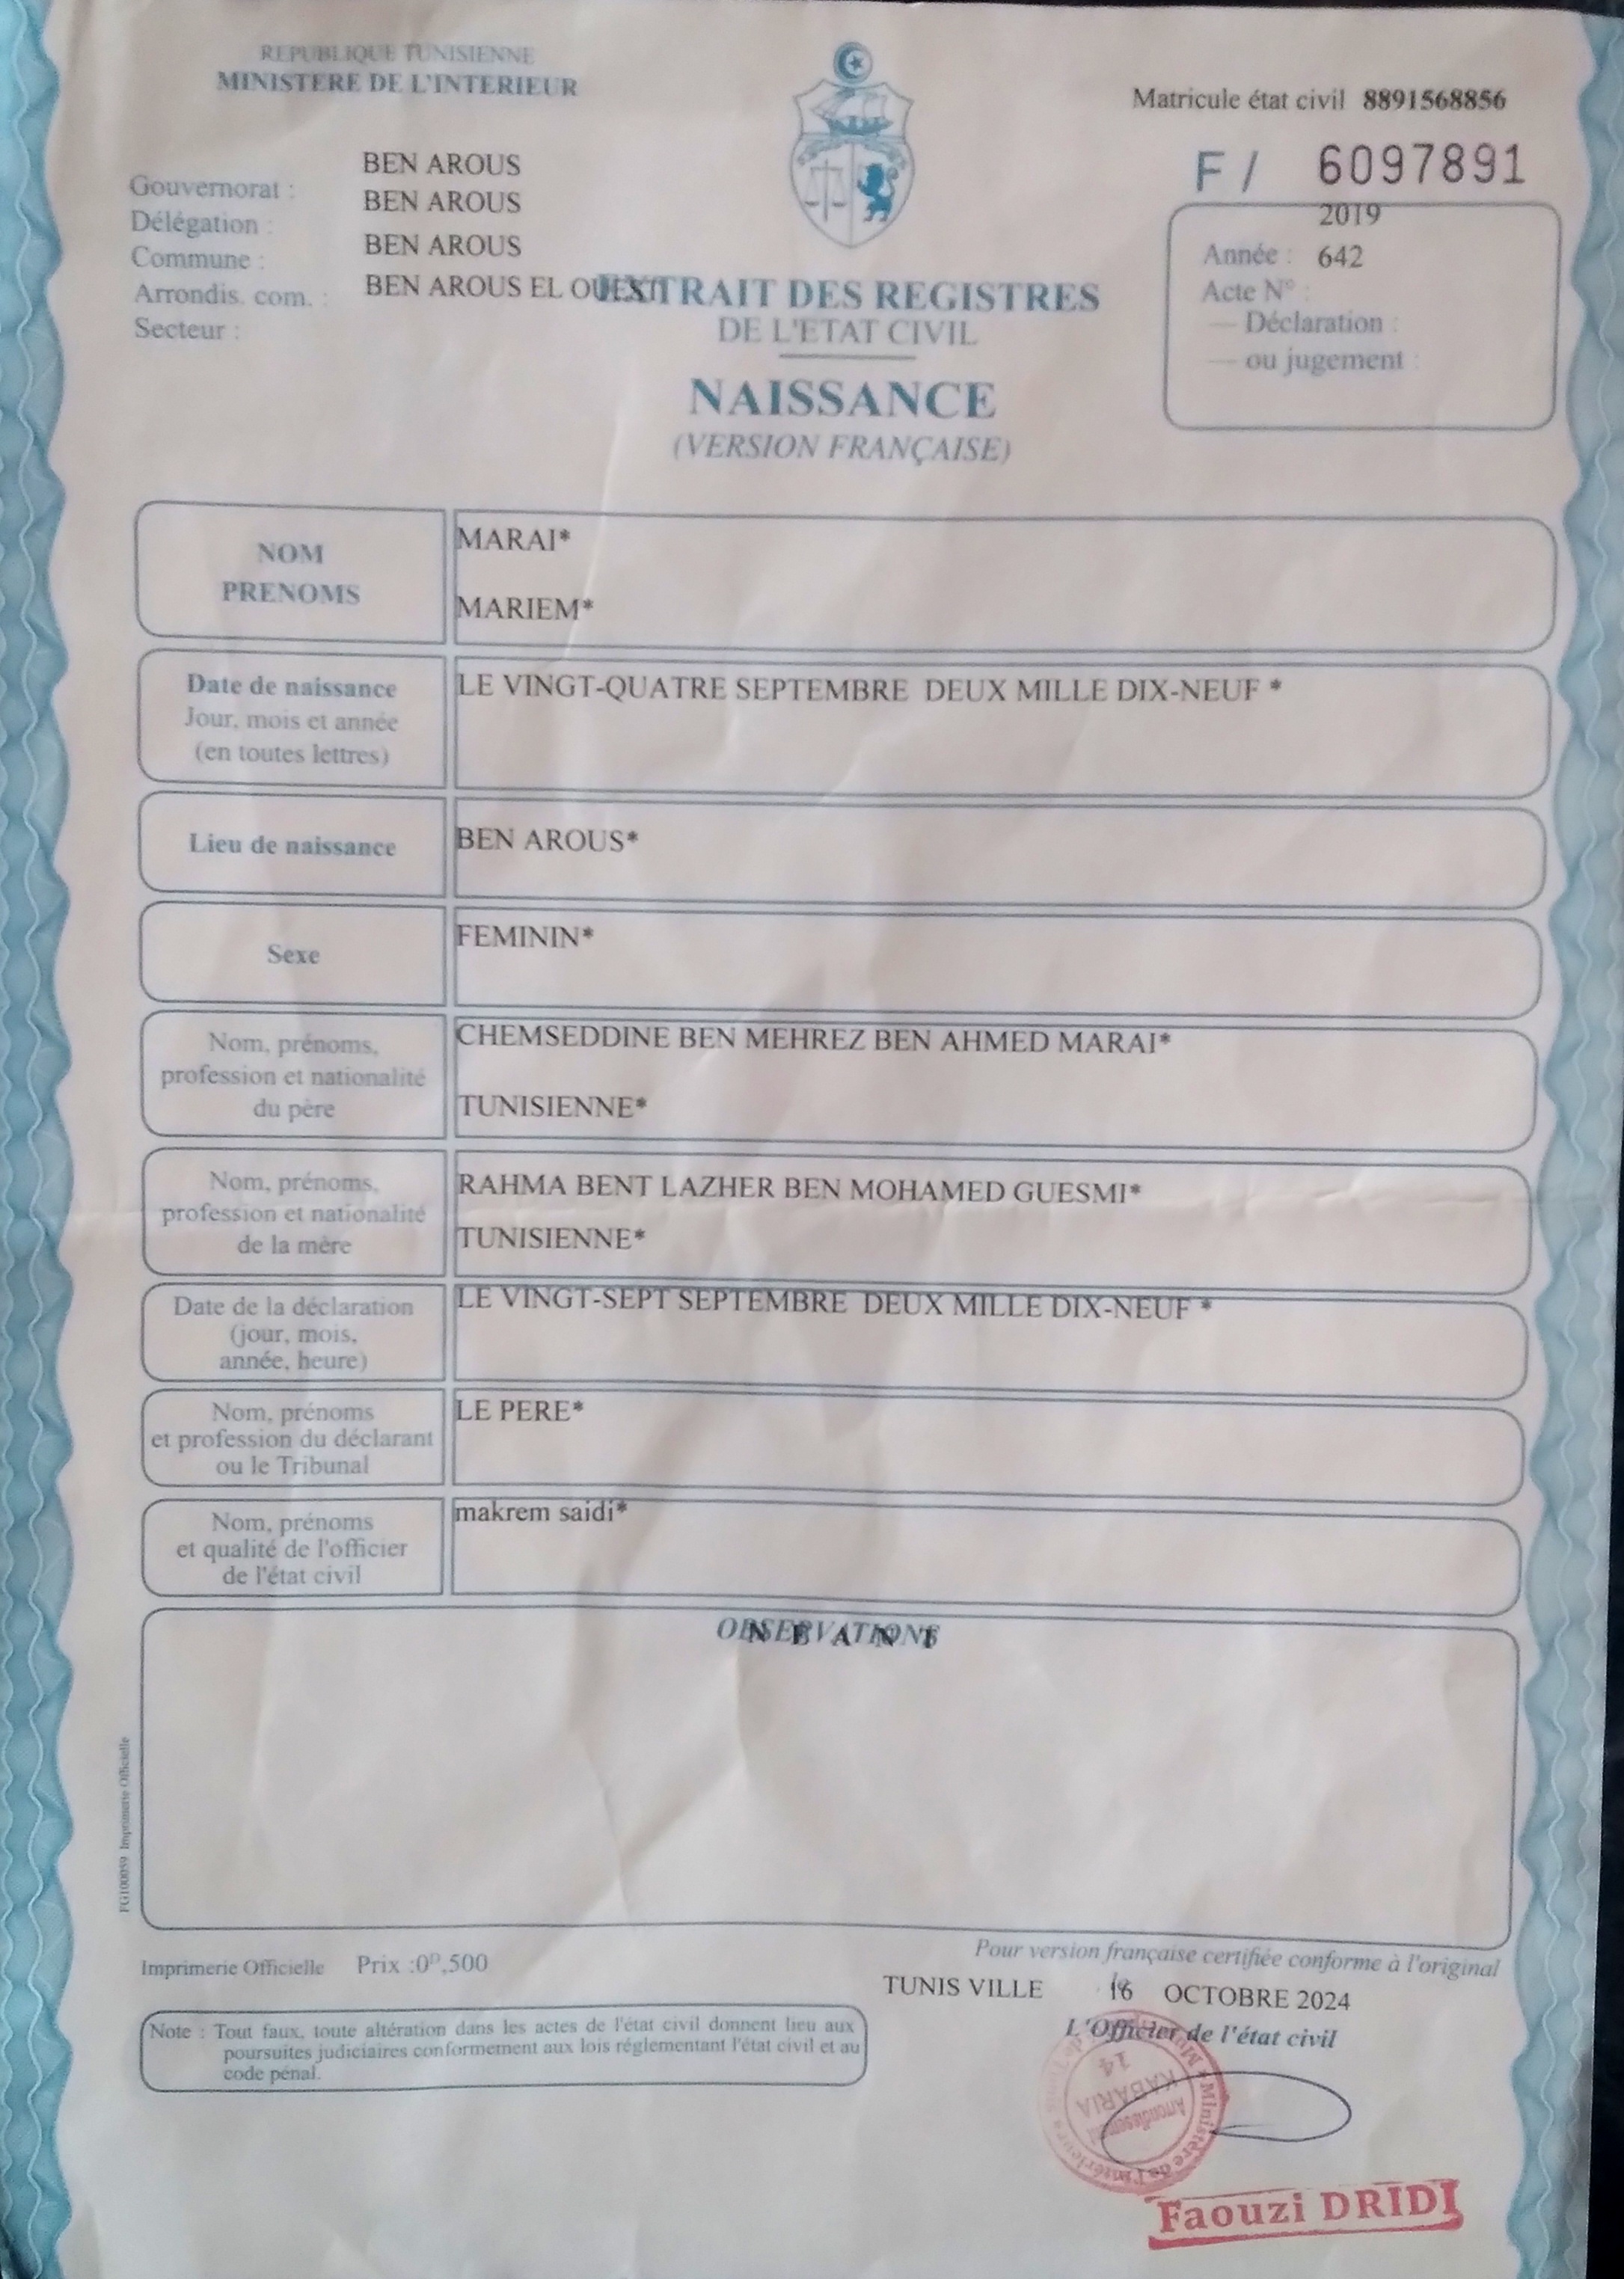 REPUBLIQUE TUNISIENNE
MINISTERE DE L'INTERIEUR
Matricule état civil 8891568856
F / 6097891
Gouvernorat : BEN AROUS
Délégation : BEN AROUS
Commune : BEN AROUS
Arrondis. com. : BEN AROUS EL
Secteur :
2019
Année : 642
Acte N° :
— Déclaration :
— ou jugement :
EXTRAIT DES REGISTRES
DE L'ETAT CIVIL
NAISSANCE
(VERSION FRANÇAISE)
NOM
PRENOMS
MARAI*
MARIEM*
Date de naissance
Jour, mois et année
(en toutes lettres)
LE VINGT-QUATRE SEPTEMBRE DEUX MILLE DIX-NEUF *
Lieu de naissance
BEN AROUS*
Sexe
FEMININ*
Nom, prénoms,
profession et nationalité
du père
CHEMSEDDINE BEN MEHREZ BEN AHMED MARAI*
TUNISIENNE*
Nom, prénoms,
profession et nationalité
de la mère
RAHMA BENT LAZHER BEN MOHAMED GUESMI*
TUNISIENNE*
Date de la déclaration
(jour, mois,
année, heure)
LE VINGT-SEPT SEPTEMBRE DEUX MILLE DIX-NEUF *
Nom, prénoms
et profession du déclarant
ou le Tribunal
LE PERE*
Nom, prénoms
et qualité de l'officier
de l'état civil
makrem saidi*
OBSERVATIONS
N E A N T
FG100059 Imprimerie Officielle
Imprimerie Officielle Prix :0ᴰ,500
Pour version française certifiée conforme à l'original
TUNIS VILLE 16 OCTOBRE 2024
L'Officier de l'état civil
Note : Tout faux, toute altération dans les actes de l'état civil donnent lieu aux
poursuites judiciaires conformement aux lois réglementant l'état civil et au
code pénal.
Ministère de l'intérieur
Arrondissement
KABARIA
14
Faouzi DRIDI